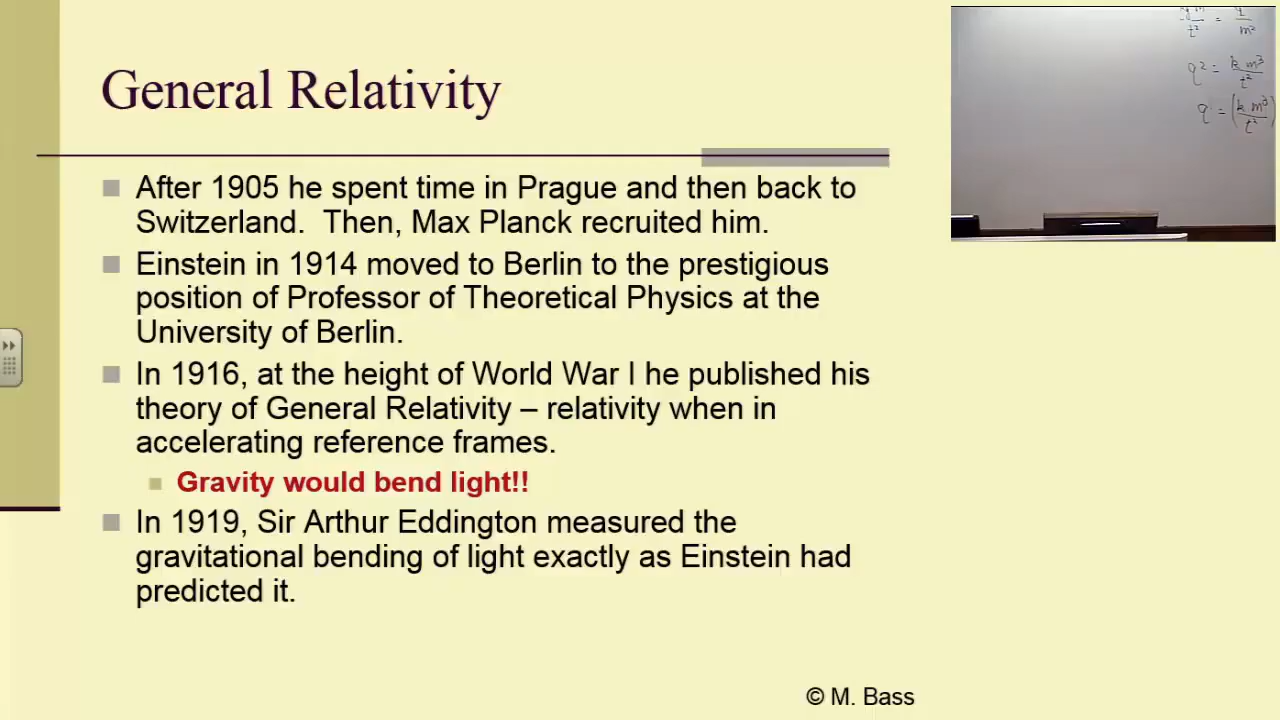 General Relativity
After 1905 he spent time in Prague and then back to
Switzerland. Then, Max Planck recruited him.
Einstein in 1914 moved to Berlin to the prestigious
position of Professor of Theoretical Physics at the
University of Berlin.
In 1916, at the height of World War I he published his
theory of General Relativity – relativity when in
accelerating reference frames.
Gravity would bend light!!
In 1919, Sir Arthur Eddington measured the
gravitational bending of light exactly as Einstein had
predicted it.
© M. Bass
q² = k m³ / t²